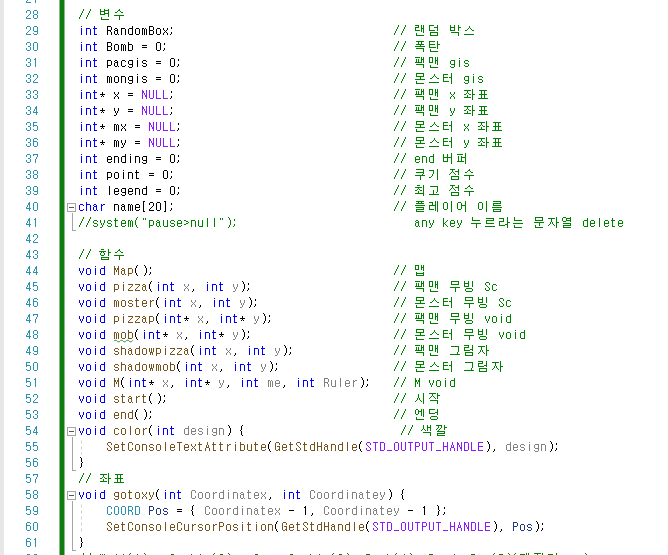 28 // 변수
29 int RandomBox; // 랜덤 박스
30 int Bomb = 0; // 폭탄
31 int pacgis = 0; // 팩맨 gis
32 int mongis = 0; // 몬스터 gis
33 int* x = NULL; // 팩맨 x 좌표
34 int* y = NULL; // 팩맨 y 좌표
35 int* mx = NULL; // 몬스터 x 좌표
36 int* my = NULL; // 몬스터 y 좌표
37 int ending = 0; // end 버퍼
38 int point = 0; // 쿠기 점수
39 int legend = 0; // 최고 점수
40 char name[20]; // 플레이어 이름
41 //system("pause>null"); any key 누르라는 문자열 delete
42
43 // 함수
44 void Map(); // 맵
45 void pizza(int x, int y); // 팩맨 무빙 Sc
46 void moster(int x, int y); // 몬스터 무빙 Sc
47 void pizzap(int* x, int* y); // 팩맨 무빙 void
48 void mob(int* x, int* y); // 몬스터 무빙 void
49 void shadowpizza(int x, int y); // 팩맨 그림자
50 void shadowmob(int x, int y); // 몬스터 그림자
51 void M(int* x, int* y, int me, int Ruler); // M void
52 void start(); // 시작
53 void end(); // 엔딩
54 void color(int design) { // 색깔
55 SetConsoleTextAttribute(GetStdHandle(STD_OUTPUT_HANDLE), design);
56 }
57 // 좌표
58 void gotoxy(int Coordinatex, int Coordinatey) {
59 COORD Pos = { Coordinatex - 1, Coordinatey - 1 };
60 SetConsoleCursorPosition(GetStdHandle(STD_OUTPUT_HANDLE), Pos);
61 }